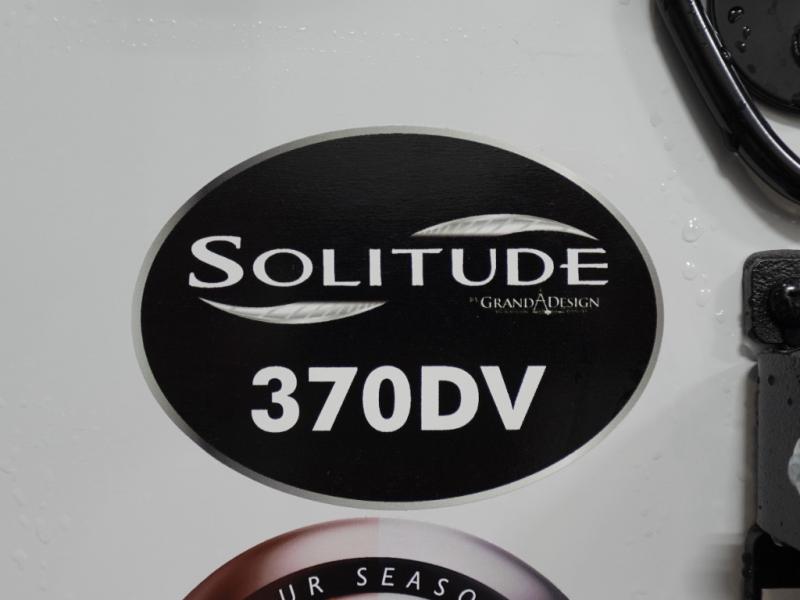 SOLITUDE
BY GRAND DESIGN
370DV
UR SEASO